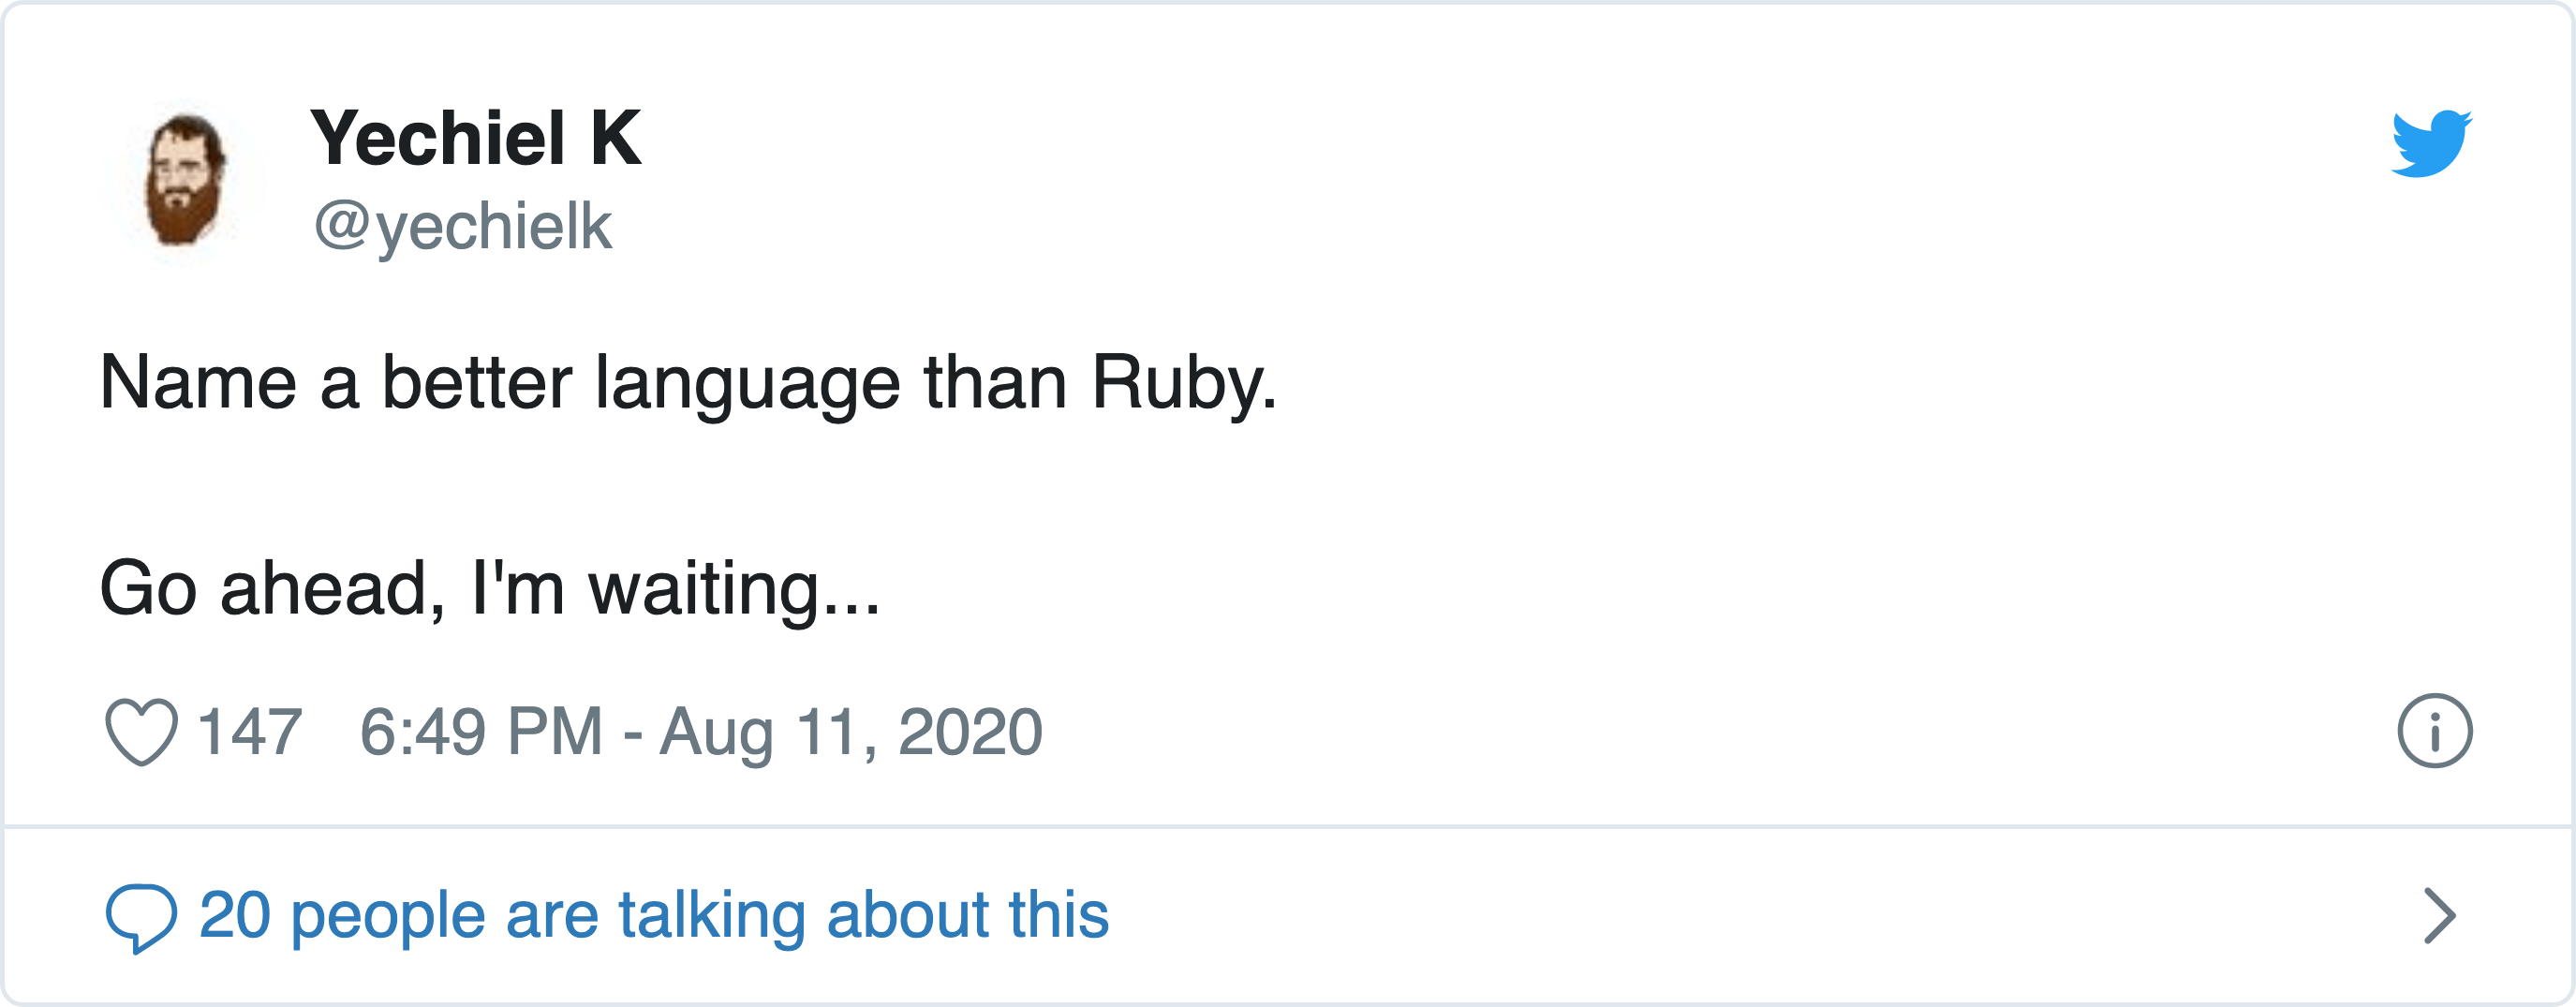 Yechiel K
@yechielk
Name a better language than Ruby.
Go ahead, I'm waiting...
147 6:49 PM - Aug 11, 2020
20 people are talking about this